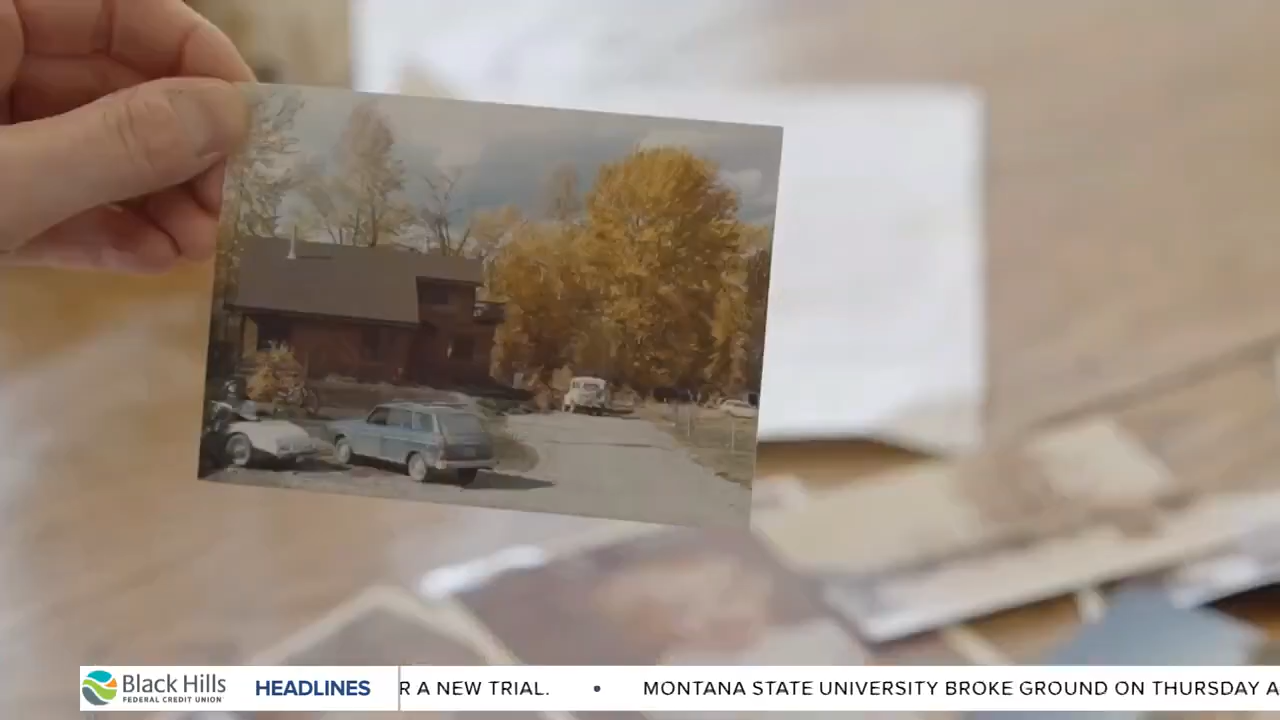 Black Hills
FEDERAL CREDIT UNION
HEADLINES
R A NEW TRIAL. • MONTANA STATE UNIVERSITY BROKE GROUND ON THURSDAY A